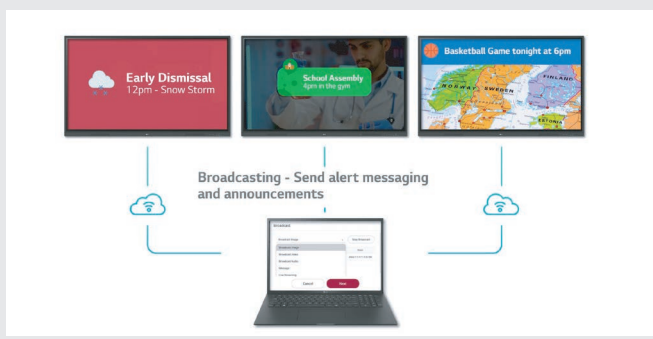 Early Dismissal
12pm - Snow Storm
School Assembly
4pm in the gym
Basketball Game tonight at 6pm
NORWAY
SWEDEN
FINLAND
ESTONIA
Broadcasting - Send alert messaging
and announcements
Broadcast
Cancel